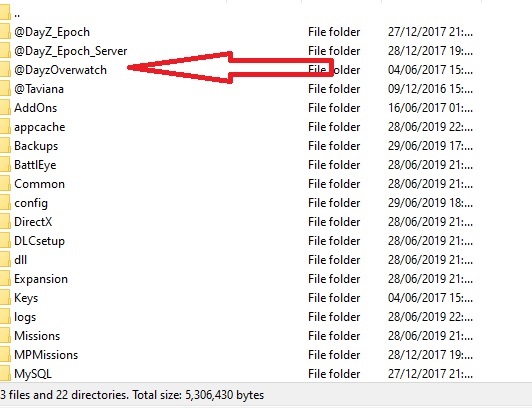 ..
@DayZ_Epoch File folder 27/12/2017 21:...
@DayZ_Epoch_Server File folder 28/12/2017 19:...
@DayzOverwatch File folder 04/06/2017 15:...
@Taviana File folder 09/12/2016 15:...
AddOns File folder 16/06/2017 01:...
appcache File folder 28/06/2019 22:...
Backups File folder 29/06/2019 17:...
BattlEye File folder 28/06/2019 21:...
Common File folder 28/06/2019 21:...
config File folder 29/06/2019 18:...
DirectX File folder 28/06/2019 21:...
DLCsetup File folder 28/06/2019 21:...
dll File folder 28/06/2019 21:...
Expansion File folder 28/06/2019 21:...
Keys File folder 04/06/2017 15:...
logs File folder 28/06/2019 22:...
Missions File folder 28/06/2019 21:...
MPMissions File folder 28/12/2017 19:...
MySQL File folder 27/12/2017 21:...
3 files and 22 directories. Total size: 5,306,430 bytes